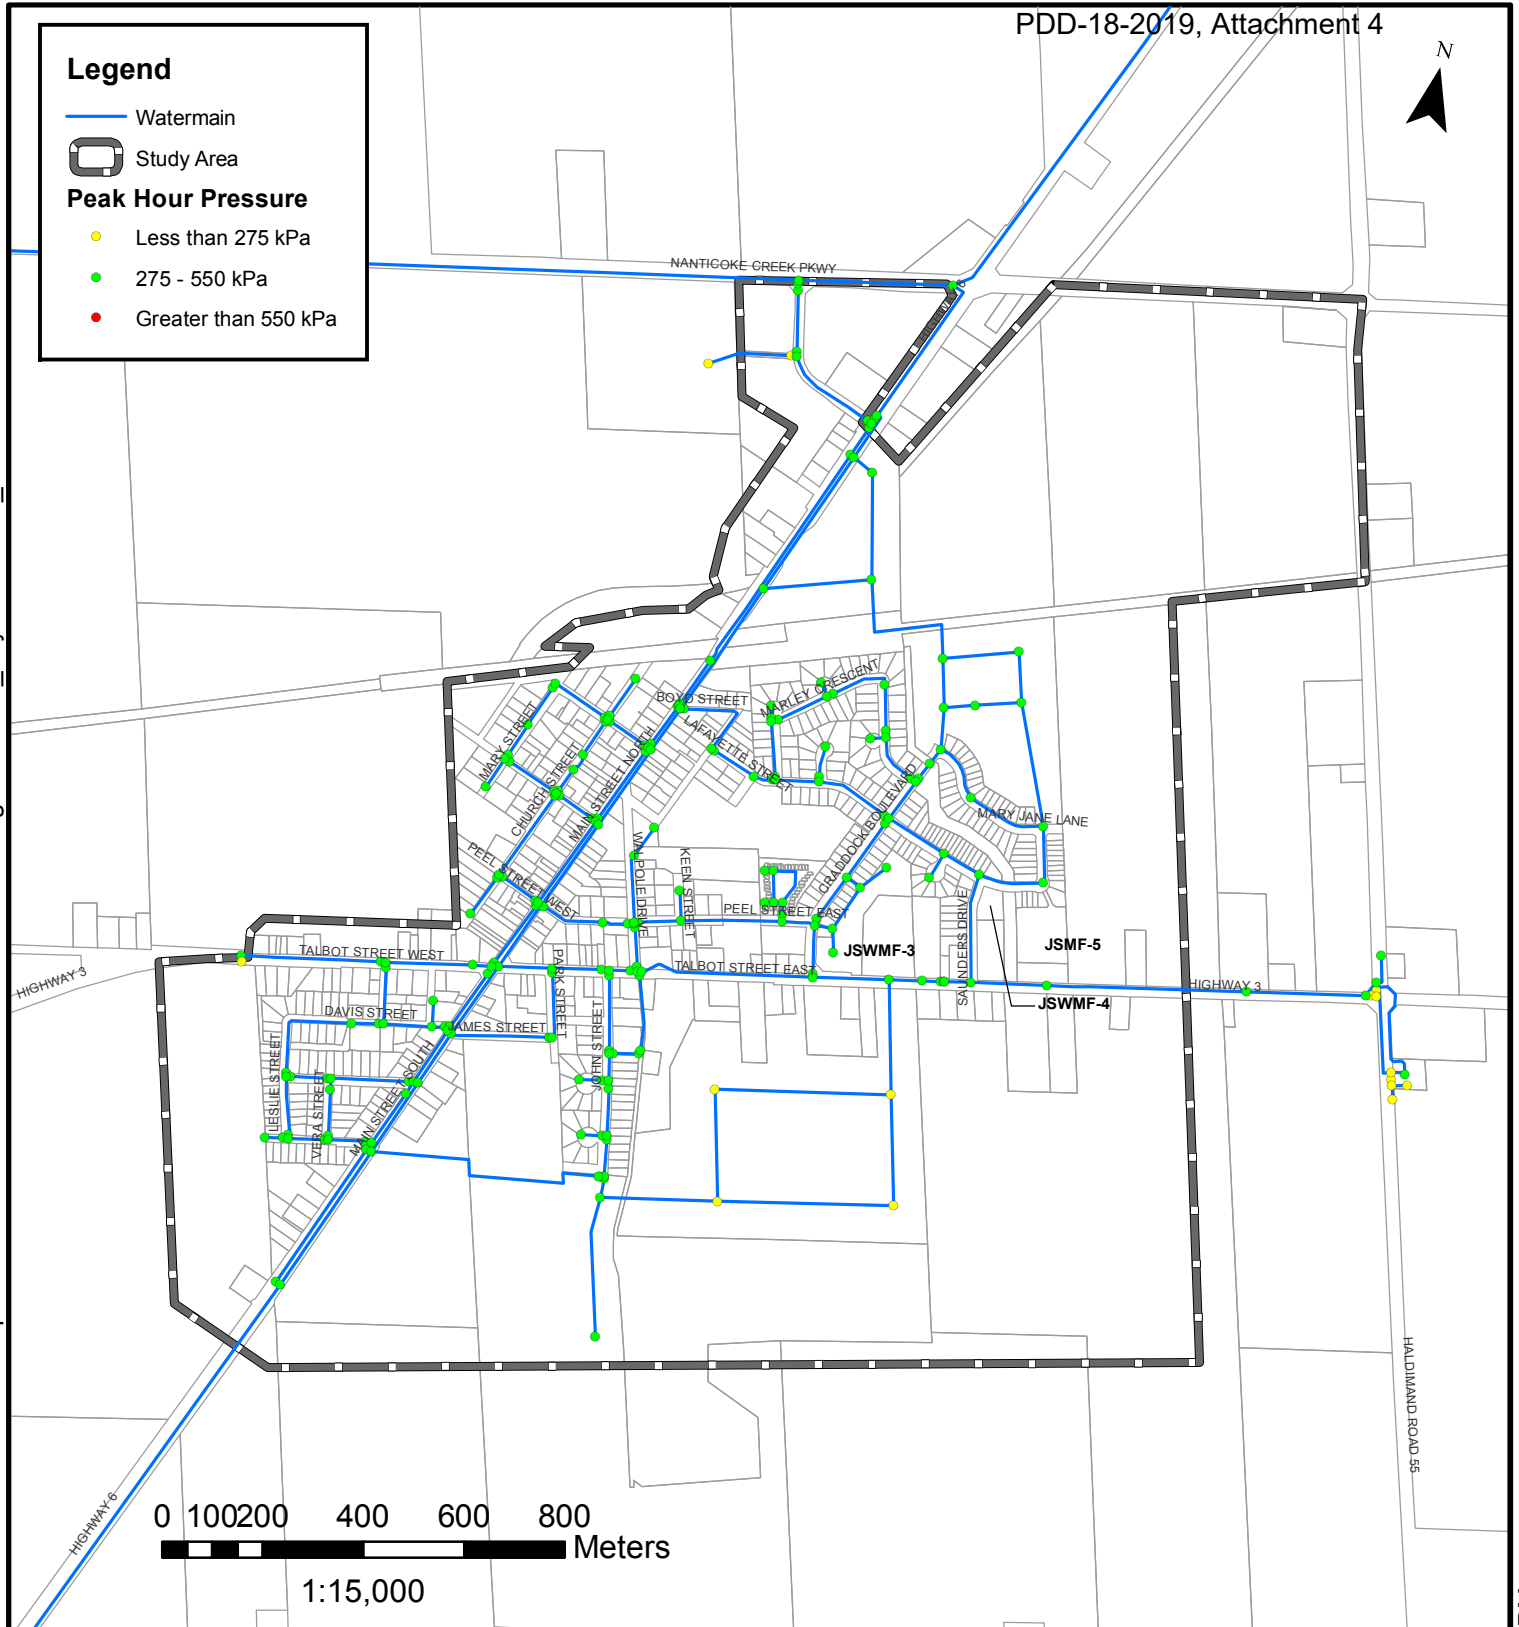 PDD-18-2019, Attachment 4
N
Legend
Watermain
Study Area
Peak Hour Pressure
Less than 275 kPa
275 - 550 kPa
Greater than 550 kPa
NANTICOKE CREEK PKWY
HIGHWAY 6
BOYD STREET
MARLEY CRESCENT
LAFAYETTE STREET
MARY STREET
CHURCH STREET
MAIN STREET NORTH
CRADDOCK BOULEVARD
MARY JANE LANE
PEEL STREET WEST
WALPOLE DRIVE
KEEN STREET
PEEL STREET EAST
SAUNDERS DRIVE
JSWMF-3
JSMF-5
JSWMF-4
TALBOT STREET WEST
TALBOT STREET EAST
HIGHWAY 3
HIGHWAY 3
PARK STREET
DAVIS STREET
JAMES STREET
JOHN STREET
LESLIE STREET
VERA STREET
MAIN STREET SOUTH
HALDIMAND ROAD 55
HIGHWAY 6
0 100 200 400 600 800
Meters
1:15,000